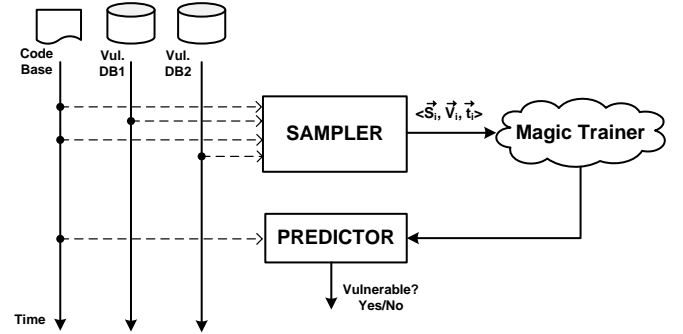 Code
Base
Vul.
DB1
Vul.
DB2
SAMPLER
<S⃗i, V⃗i, t⃗i>
Magic Trainer
PREDICTOR
Vulnerable?
Yes/No
Time